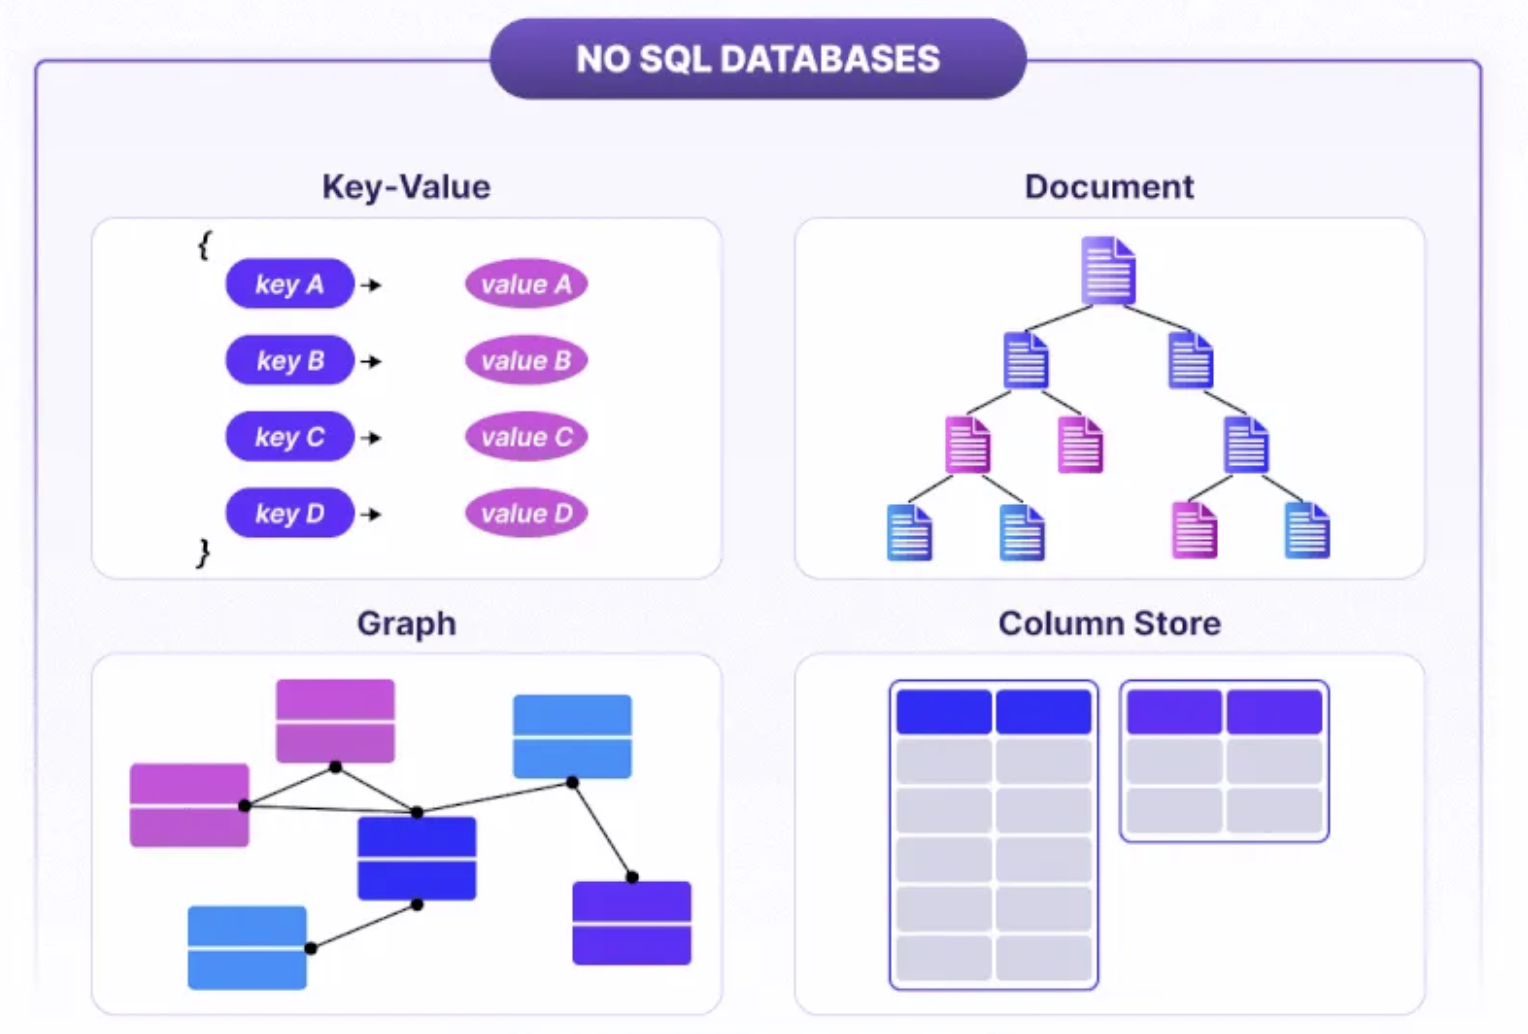 NO SQL DATABASES
Key-Value
{
key A
value A
key B
value B
key C
value C
key D
value D
}
Document
Graph
Column Store